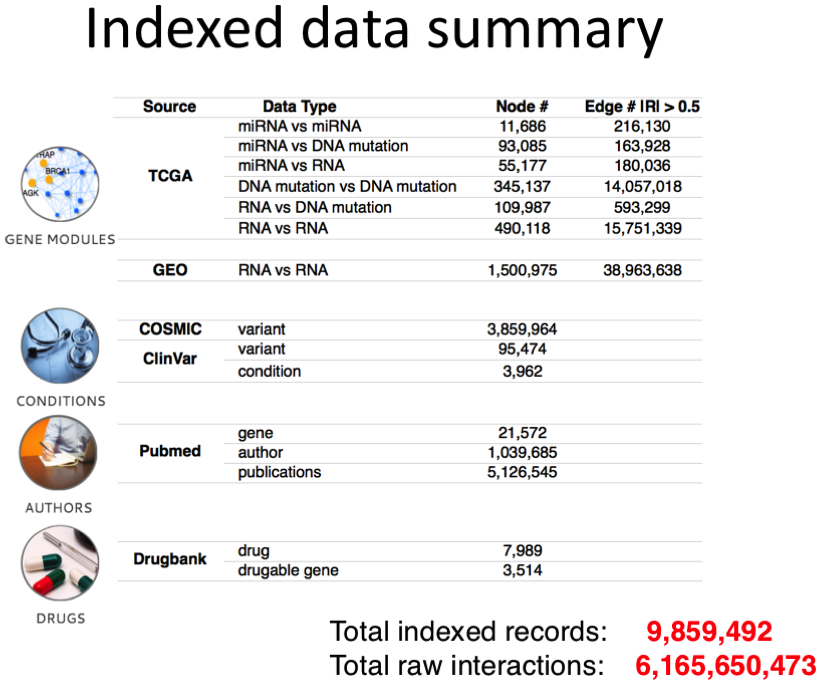 Indexed data summary
Source Data Type Node # Edge # |R| > 0.5
TCGA
miRNA vs miRNA 11,686 216,130
miRNA vs DNA mutation 93,085 163,928
miRNA vs RNA 55,177 180,036
DNA mutation vs DNA mutation 345,137 14,057,018
RNA vs DNA mutation 109,987 593,299
RNA vs RNA 490,118 15,751,339
BRCA1
AGK
GENE MODULES
GEO RNA vs RNA 1,500,975 38,963,638
COSMIC variant 3,859,964
ClinVar
variant 95,474
condition 3,962
CONDITIONS
Pubmed
gene 21,572
author 1,039,685
publications 5,126,545
AUTHORS
Drugbank
drug 7,989
drugable gene 3,514
DRUGS
Total indexed records: 9,859,492
Total raw interactions: 6,165,650,473